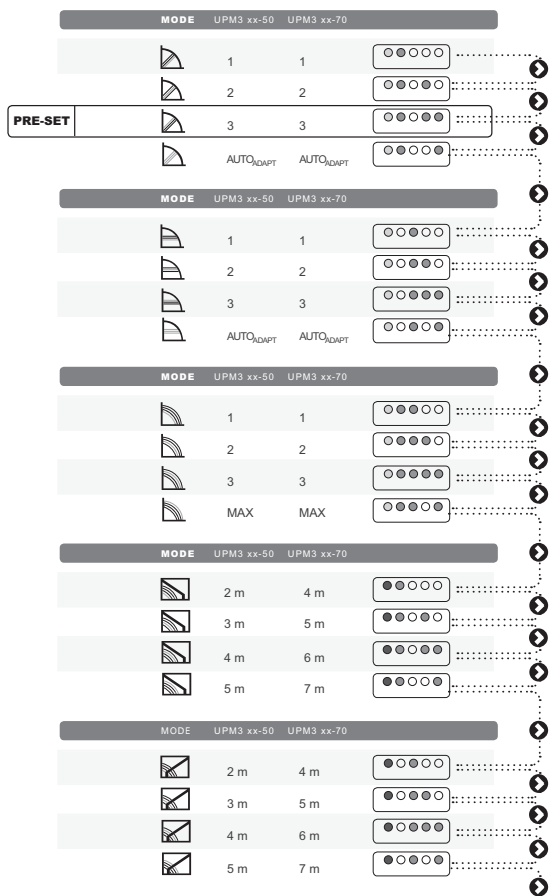 MODE UPM3 xx-50 UPM3 xx-70
1 1
2 2
PRE-SET 3 3
AUTOADAPT AUTOADAPT
MODE UPM3 xx-50 UPM3 xx-70
1 1
2 2
3 3
AUTOADAPT AUTOADAPT
MODE UPM3 xx-50 UPM3 xx-70
1 1
2 2
3 3
MAX MAX
MODE UPM3 xx-50 UPM3 xx-70
2 m 4 m
3 m 5 m
4 m 6 m
5 m 7 m
MODE UPM3 xx-50 UPM3 xx-70
2 m 4 m
3 m 5 m
4 m 6 m
5 m 7 m